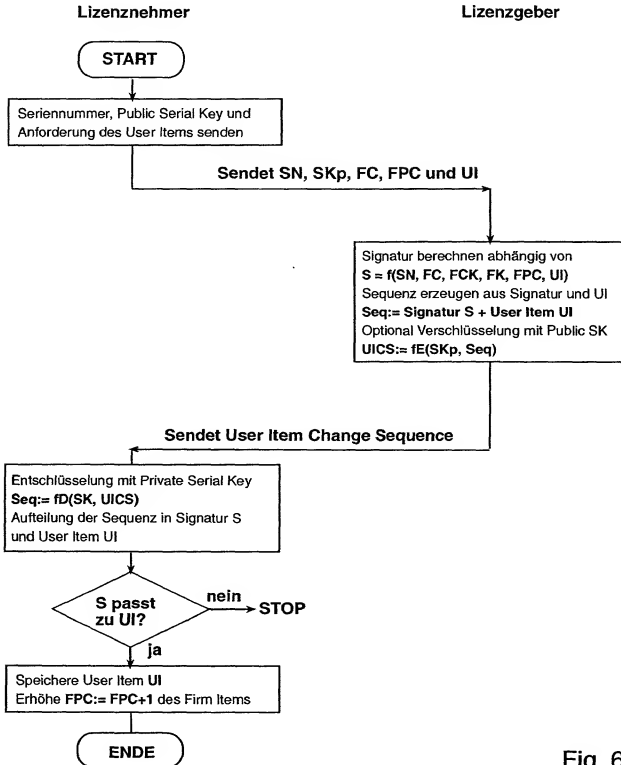 Lizenznehmer
Lizenzgeber
START
Seriennummer, Public Serial Key und
Anforderung des User Items senden
Sendet SN, SKp, FC, FPC und UI
Signatur berechnen abhängig von
S = f(SN, FC, FCK, FK, FPC, UI)
Sequenz erzeugen aus Signatur und UI
Seq:= Signatur S + User Item UI
Optional Verschlüsselung mit Public SK
UICS:= fE(SKp, Seq)
Sendet User Item Change Sequence
Entschlüsselung mit Private Serial Key
Seq:= fD(SK, UICS)
Aufteilung der Sequenz in Signatur S
und User Item UI
S passt
zu UI?
nein
STOP
ja
Speichere User Item UI
Erhöhe FPC:= FPC+1 des Firm Items
ENDE
Fig. 6